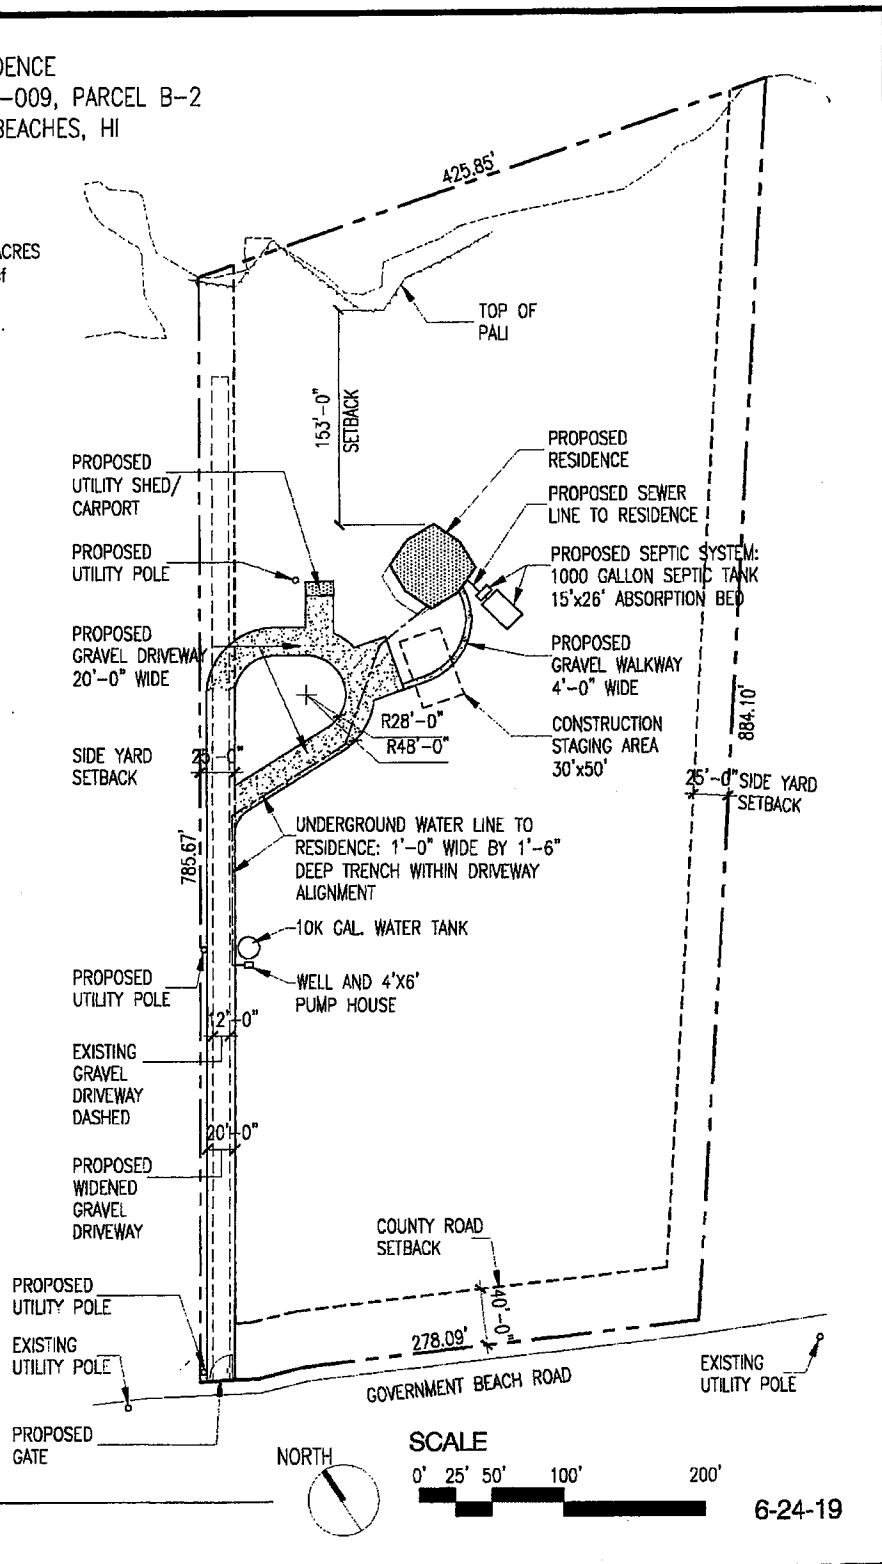 DENCE
-009, PARCEL B-2
BEACHES, HI
ACRES
425.85'
TOP OF
PALI
153'-0"
SETBACK
PROPOSED
RESIDENCE
PROPOSED
UTILITY SHED/
CARPORT
PROPOSED SEWER
LINE TO RESIDENCE
PROPOSED
UTILITY POLE
PROPOSED SEPTIC SYSTEM:
1000 GALLON SEPTIC TANK
15'x26' ABSORPTION BED
PROPOSED
GRAVEL DRIVEWAY
20'-0" WIDE
PROPOSED
GRAVEL WALKWAY
4'-0" WIDE
R28'-0"
R48'-0"
CONSTRUCTION
STAGING AREA
30'x50'
884.10'
SIDE YARD
SETBACK
25'-0"
25'-0"
SIDE YARD
SETBACK
785.67'
UNDERGROUND WATER LINE TO
RESIDENCE: 1'-0" WIDE BY 1'-6"
DEEP TRENCH WITHIN DRIVEWAY
ALIGNMENT
10K GAL. WATER TANK
PROPOSED
UTILITY POLE
WELL AND 4'X6'
PUMP HOUSE
12'-0"
EXISTING
GRAVEL
DRIVEWAY
DASHED
20'-0"
PROPOSED
WIDENED
GRAVEL
DRIVEWAY
COUNTY ROAD
SETBACK
40'-0"
PROPOSED
UTILITY POLE
278.09'
EXISTING
UTILITY POLE
GOVERNMENT BEACH ROAD
EXISTING
UTILITY POLE
PROPOSED
GATE
NORTH
SCALE
0' 25' 50' 100' 200'
6-24-19